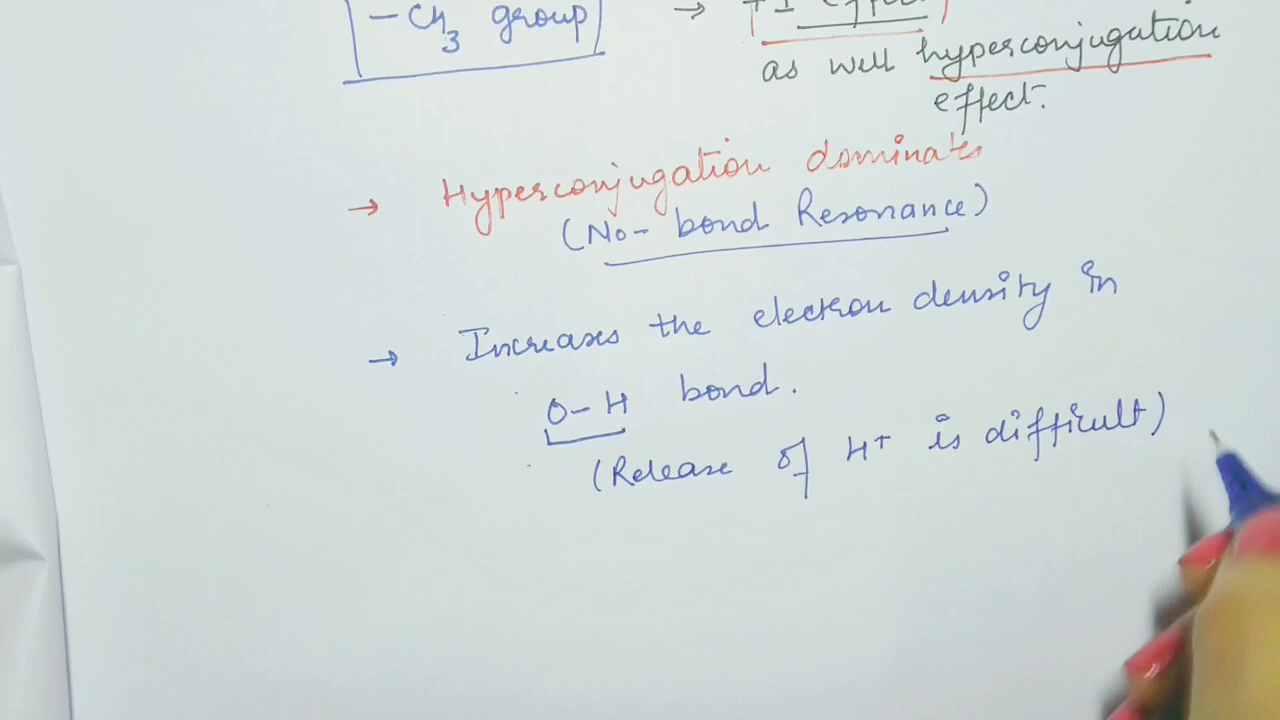 -CH3 group → +I effect
as well hyperconjugation
effect.
→ Hyperconjugation dominates
(No-bond Resonance)
→ Increases the electron density in
O-H bond.
(Release of H+ is difficult)